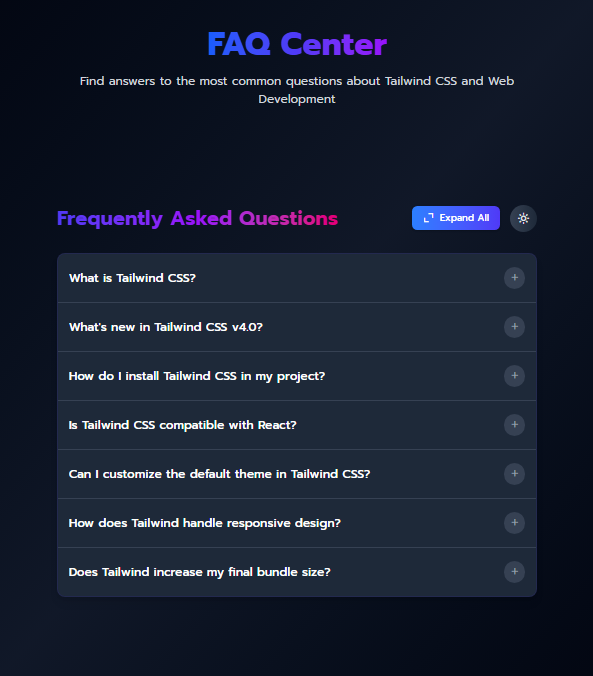 FAQ Center
Find answers to the most common questions about Tailwind CSS and Web
Development
Frequently Asked Questions
Expand All
What is Tailwind CSS?
What's new in Tailwind CSS v4.0?
How do I install Tailwind CSS in my project?
Is Tailwind CSS compatible with React?
Can I customize the default theme in Tailwind CSS?
How does Tailwind handle responsive design?
Does Tailwind increase my final bundle size?